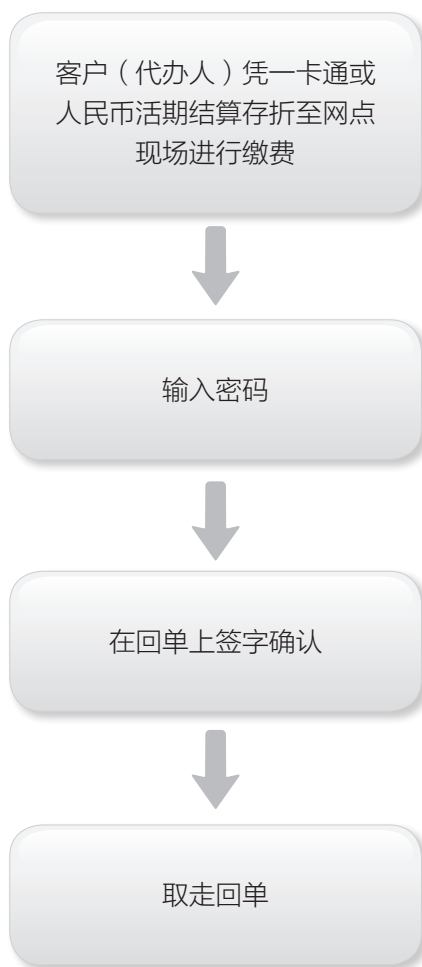 客户（代办人）凭一卡通或
人民币活期结算存折至网点
现场进行缴费
输入密码
在回单上签字确认
取走回单